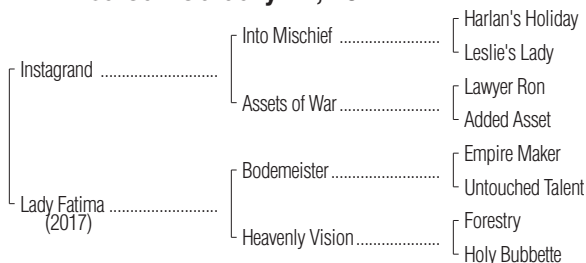 Harlan's Holiday
Into Mischief ....................
Leslie's Lady
Instagrand .......................
Lawyer Ron
Assets of War ....................
Added Asset
Empire Maker
Bodemeister ......................
Untouched Talent
Lady Fatima ......................
(2017)
Forestry
Heavenly Vision ..................
Holy Bubbette